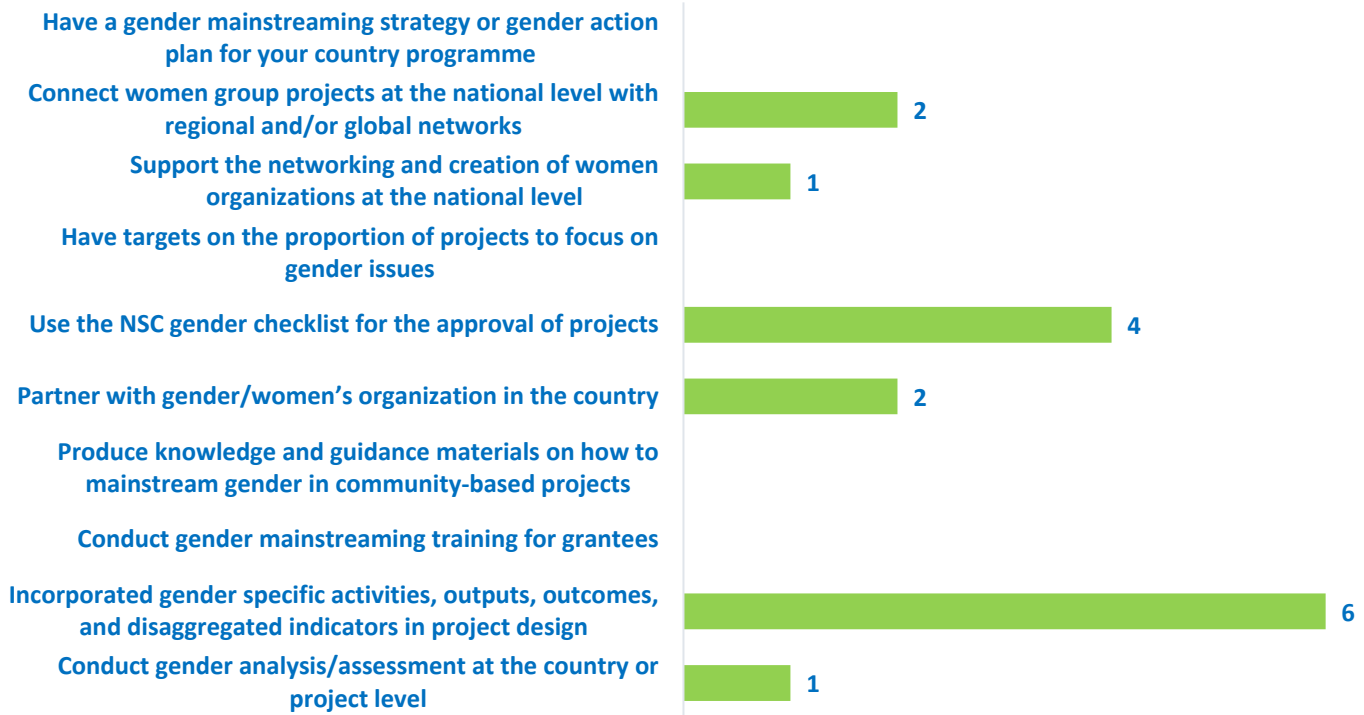 Have a gender mainstreaming strategy or gender action
plan for your country programme
Connect women group projects at the national level with
regional and/or global networks
2
Support the networking and creation of women
organizations at the national level
1
Have targets on the proportion of projects to focus on
gender issues
Use the NSC gender checklist for the approval of projects
4
Partner with gender/women’s organization in the country
2
Produce knowledge and guidance materials on how to
mainstream gender in community-based projects
Conduct gender mainstreaming training for grantees
Incorporated gender specific activities, outputs, outcomes,
and disaggregated indicators in project design
6
Conduct gender analysis/assessment at the country or
project level
1